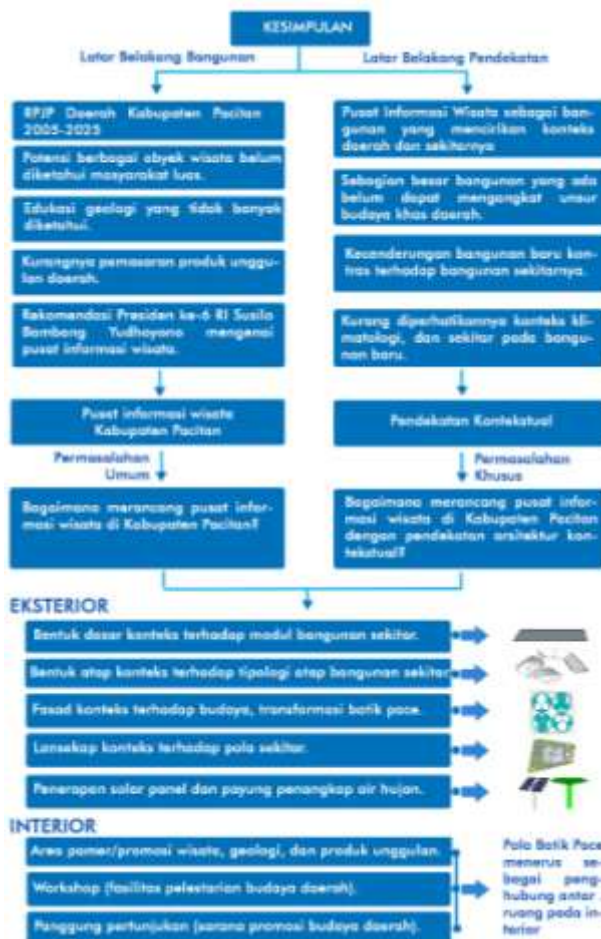 KESIMPULAN
Latar Belakang Bangunan
Latar Belakang Pendekatan
RPJP Daerah Kabupaten Pacitan
2005-2025
Potensi berbagai obyek wisata belum
diketahui masyarakat luas.
Edukasi geologi yang tidak banyak
diketahui.
Kurangnya pemasaran produk unggu-
lan daerah.
Rekomendasi Presiden ke-6 RI Susilo
Bambang Yudhoyono mengenai
pusat informasi wisata.
Pusat informasi wisata
Kabupaten Pacitan
Permasalahan
Umum
Bagaimana merancang pusat infor-
masi wisata di Kabupaten Pacitan?
Pusat Informasi Wisata sebagai ban-
gunan yang mencirikan konteks
daerah dan sekitarnya
Sebagian besar bangunan yang ada
belum dapat mengangkat unsur
budaya khas daerah.
Kecenderungan bangunan baru kon-
tras terhadap bangunan sekitarnya.
Kurang diperhatikannya konteks kli-
matologi, dan sekitar pada bangu-
nan baru.
Pendekatan Kontekstual
Permasalahan
Khusus
Bagaimana merancang pusat infor-
masi wisata di Kabupaten Pacitan
dengan pendekatan arsitektur kon-
tekstual?
EKSTERIOR
Bentuk dasar konteks terhadap modul bangunan sekitar.
Bentuk atap konteks terhadap tipologi atap bangunan sekitar.
Fasad konteks terhadap budaya, transformasi batik pace.
Lansekap konteks terhadap pola sekitar.
Penerapan solar panel dan payung penangkap air hujan.
INTERIOR
Area pamer/promosi wisata, geologi, dan produk unggulan.
Workshop (fasilitas pelestarian budaya daerah).
Panggung pertunjukan (sarana promosi budaya daerah).
Pola Batik Pace
menerus se-
bagai peng-
hubung antar
ruang pada in-
terior